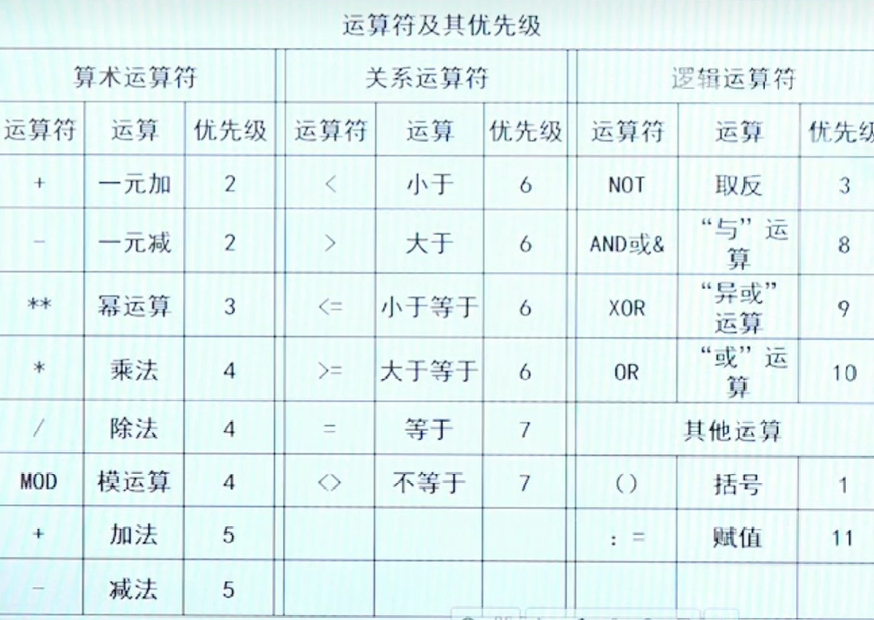 运算符及其优先级
算术运算符 关系运算符 逻辑运算符
运算符 运算 优先级 运算符 运算 优先级 运算符 运算 优先级
+ 一元加 2 < 小于 6 NOT 取反 3
- 一元减 2 > 大于 6 AND或& “与”运算 8
** 幂运算 3 <= 小于等于 6 XOR “异或”运算 9
* 乘法 4 >= 大于等于 6 OR “或”运算 10
/ 除法 4 = 等于 7 其他运算
MOD 模运算 4 <> 不等于 7 () 括号 1
+ 加法 5 := 赋值 11
- 减法 5